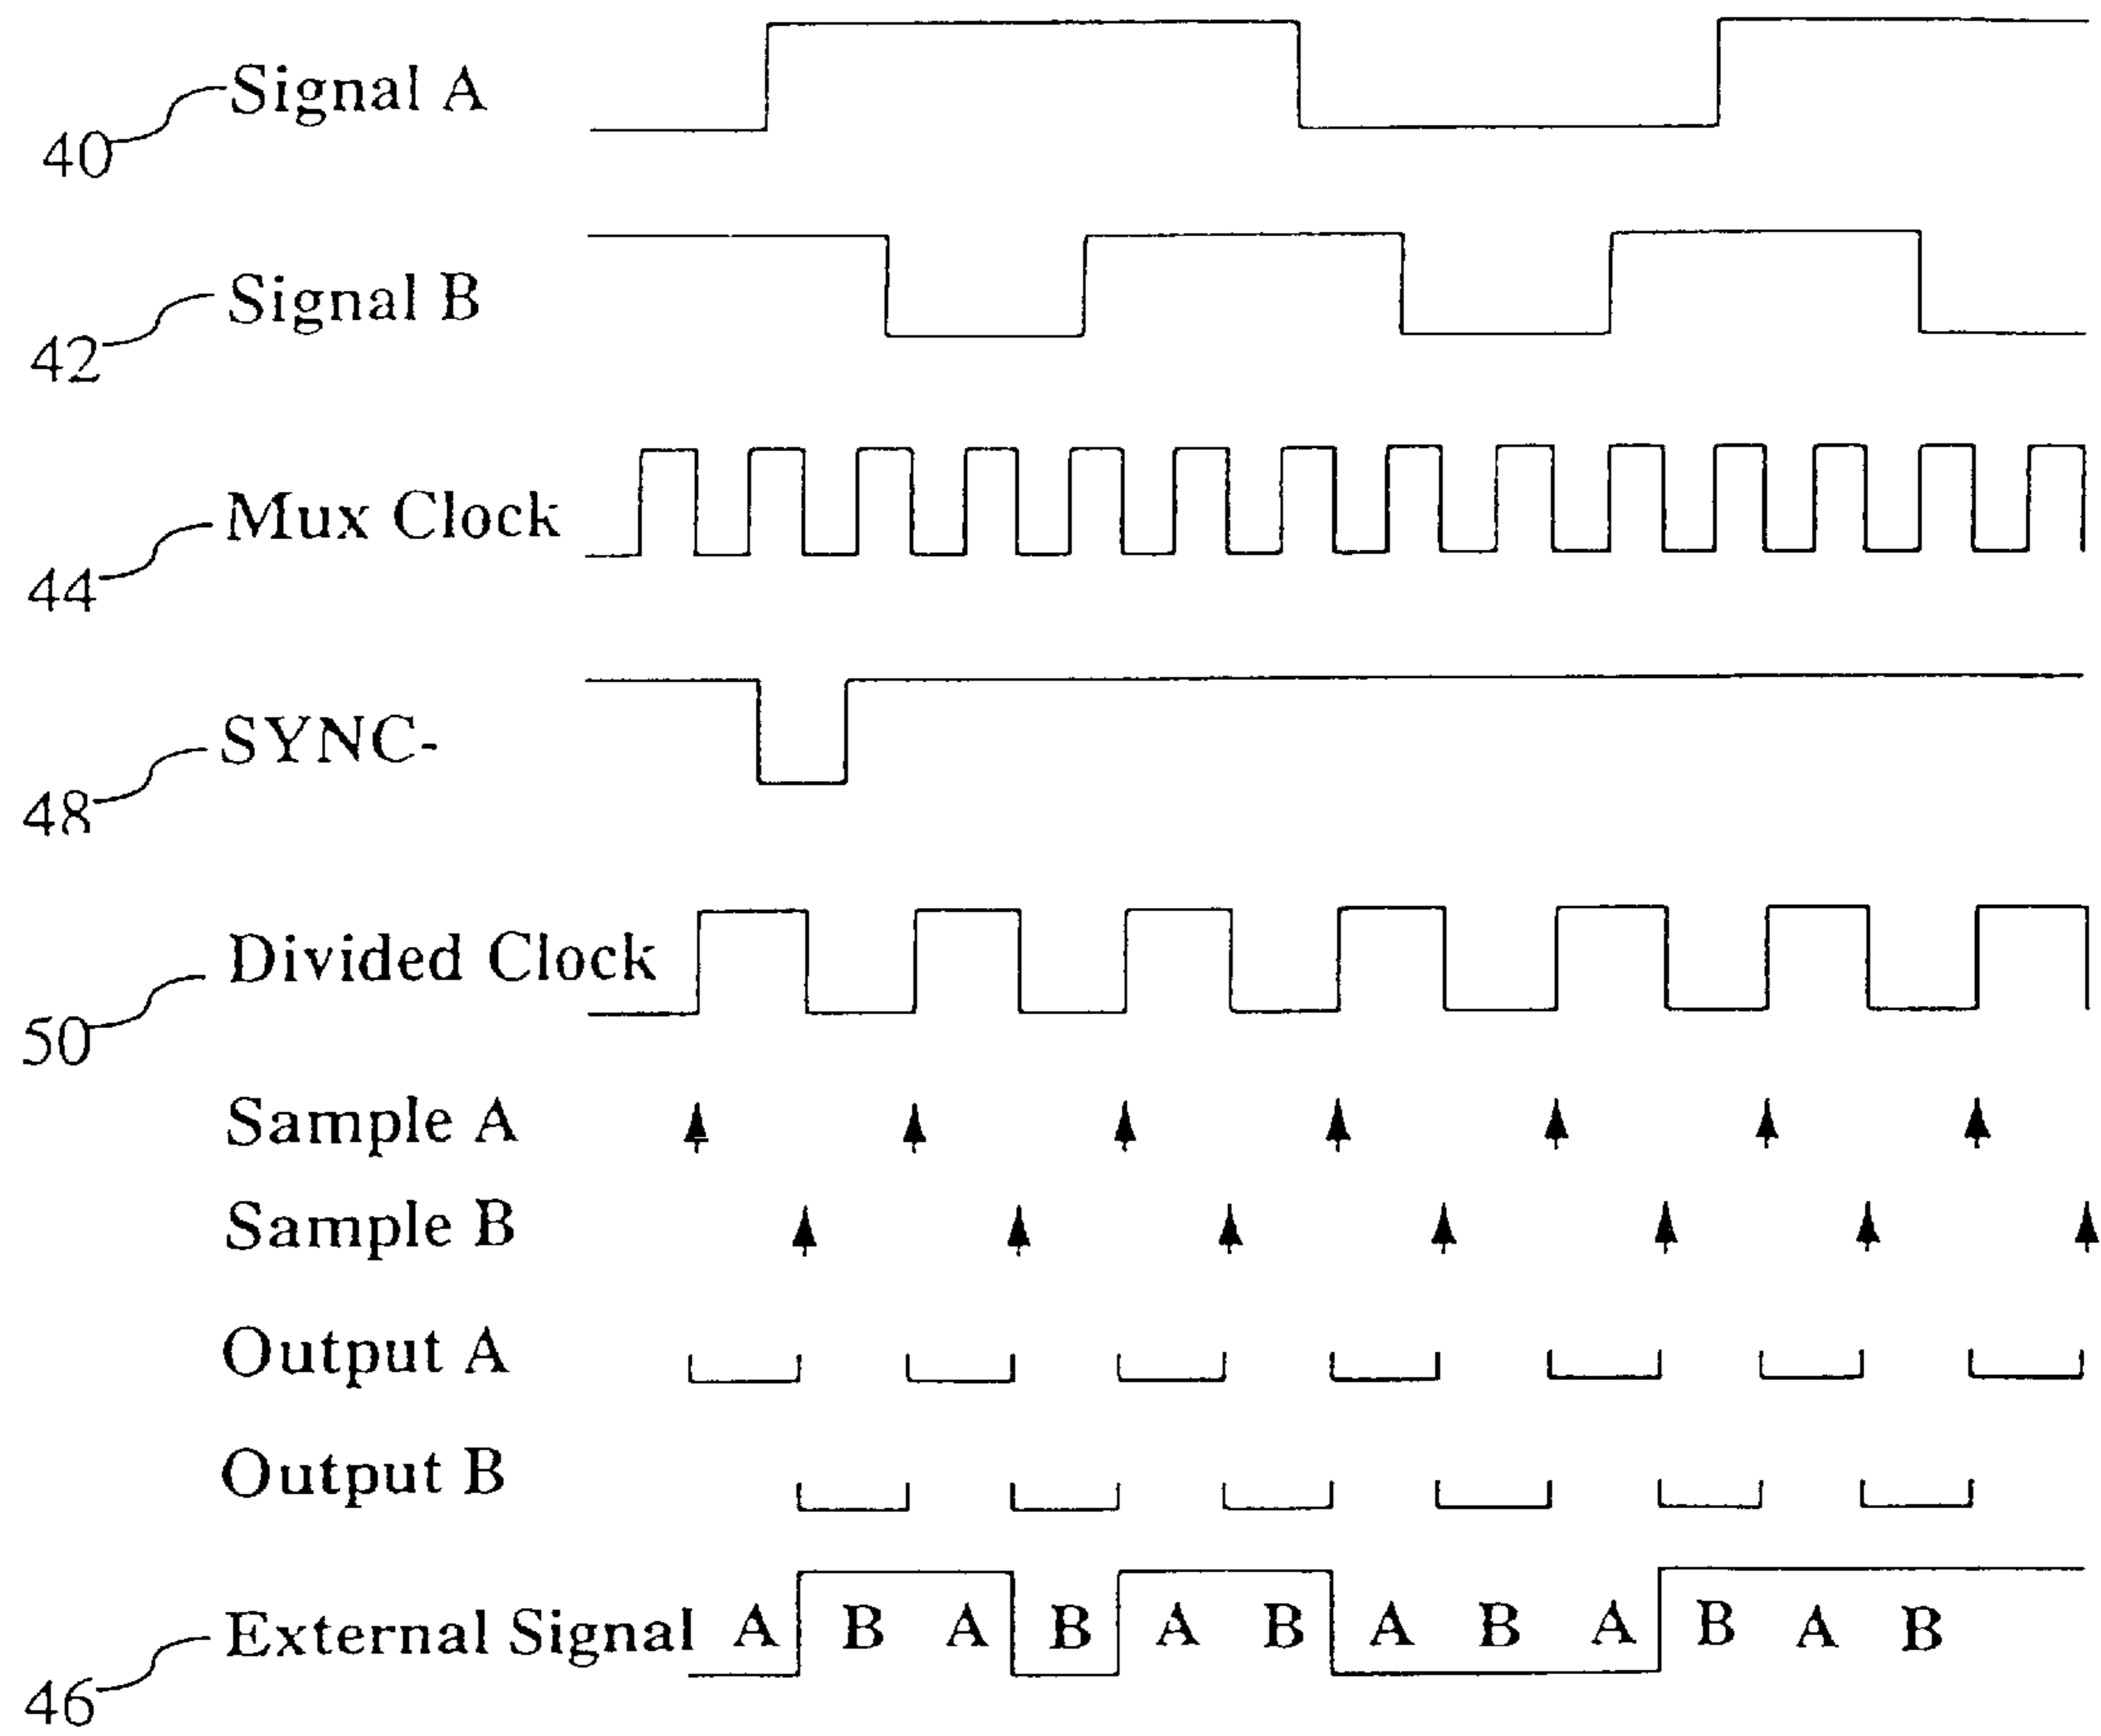 Signal A
40
Signal B
42
Mux Clock
44
SYNC-
48
Divided Clock
50
Sample A
Sample B
Output A
Output B
External Signal A B A B A B A B A B A B
46